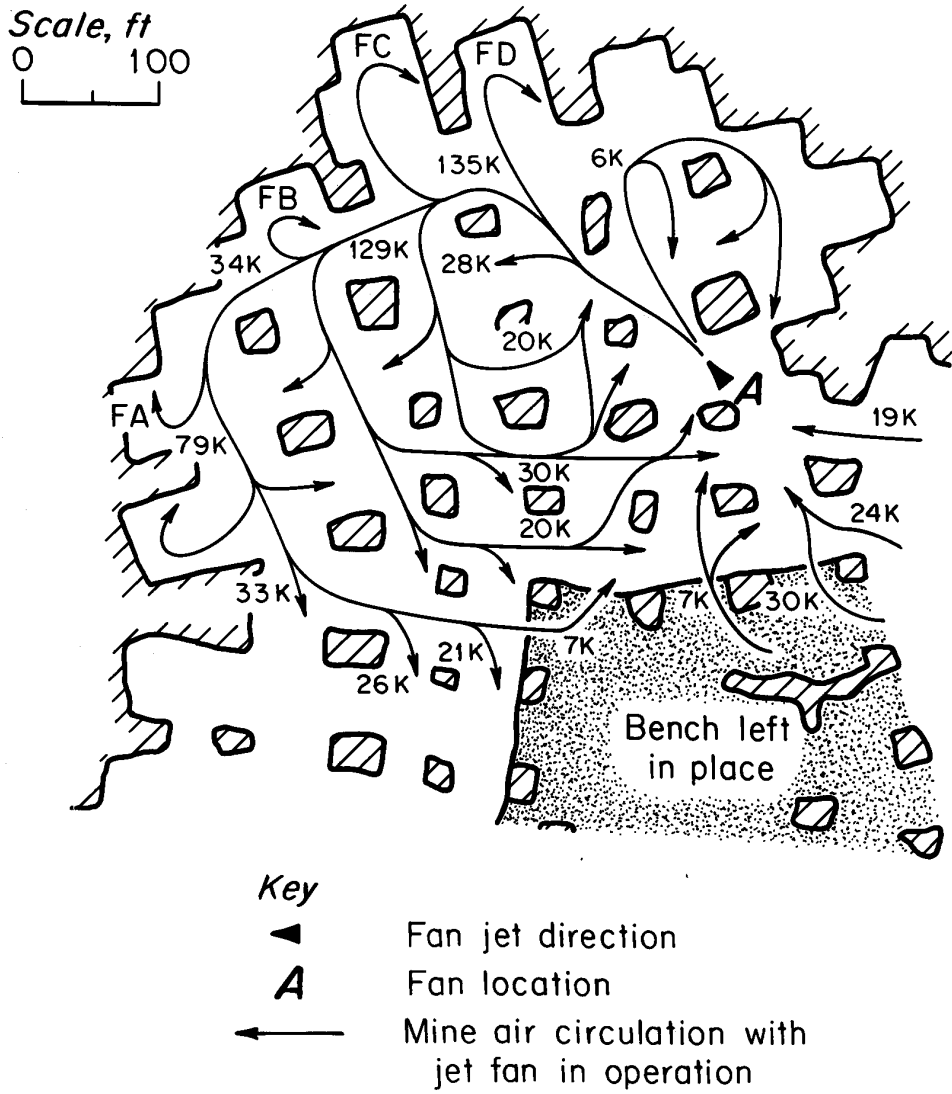 Scale, ft
0 100
FC
FD
135K
6K
FB
34K
129K
28K
20K
FA
79K
A
19K
30K
20K
24K
33K
7K
30K
21K
7K
26K
Bench left
in place
Key
Fan jet direction
A Fan location
Mine air circulation with
jet fan in operation